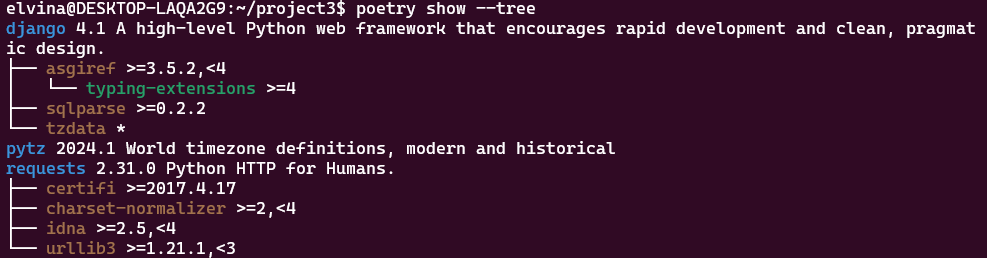 elvina@DESKTOP-LAQA2G9:~/project3$ poetry show --tree
django 4.1 A high-level Python web framework that encourages rapid development and clean, pragmat
ic design.
├── asgiref >=3.5.2,<4
│   └── typing-extensions >=4
├── sqlparse >=0.2.2
└── tzdata *
pytz 2024.1 World timezone definitions, modern and historical
requests 2.31.0 Python HTTP for Humans.
├── certifi >=2017.4.17
├── charset-normalizer >=2,<4
├── idna >=2.5,<4
└── urllib3 >=1.21.1,<3